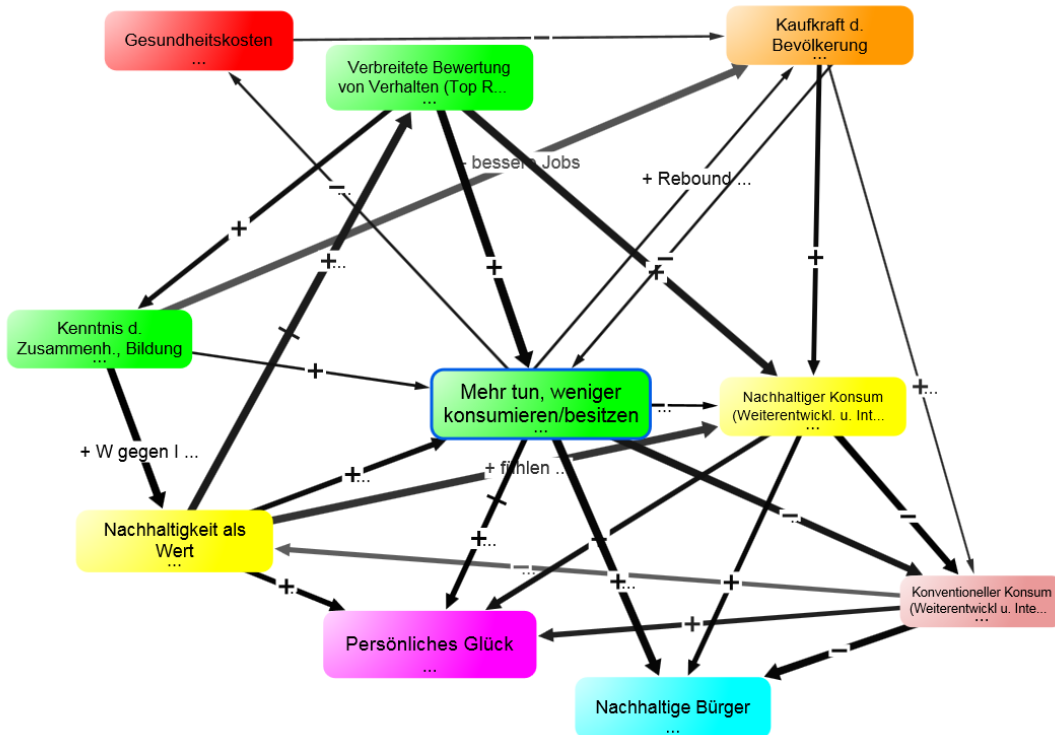 Gesundheitskosten
...
–
Kaufkraft d.
Bevölkerung
...
Verbreitete Bewertung
von Verhalten (Top R...
...
- bessere Jobs
–...
+ Rebound ...
+
+...
+
–
+
+
Kenntnis d.
Zusammenh., Bildung
...
+
Mehr tun, weniger
konsumieren/besitzen
...
–...
Nachhaltiger Konsum
(Weiterentwickl. u. Int...
...
+...
+ W gegen I ...
+...
+ fühlen ...
Nachhaltigkeit als
Wert
...
–...
–
+...
+
–...
+..
+...
+
Konventioneller Konsum
(Weiterentwickl u. Inte...
...
+
Persönliches Glück
...
–
Nachhaltige Bürger
...